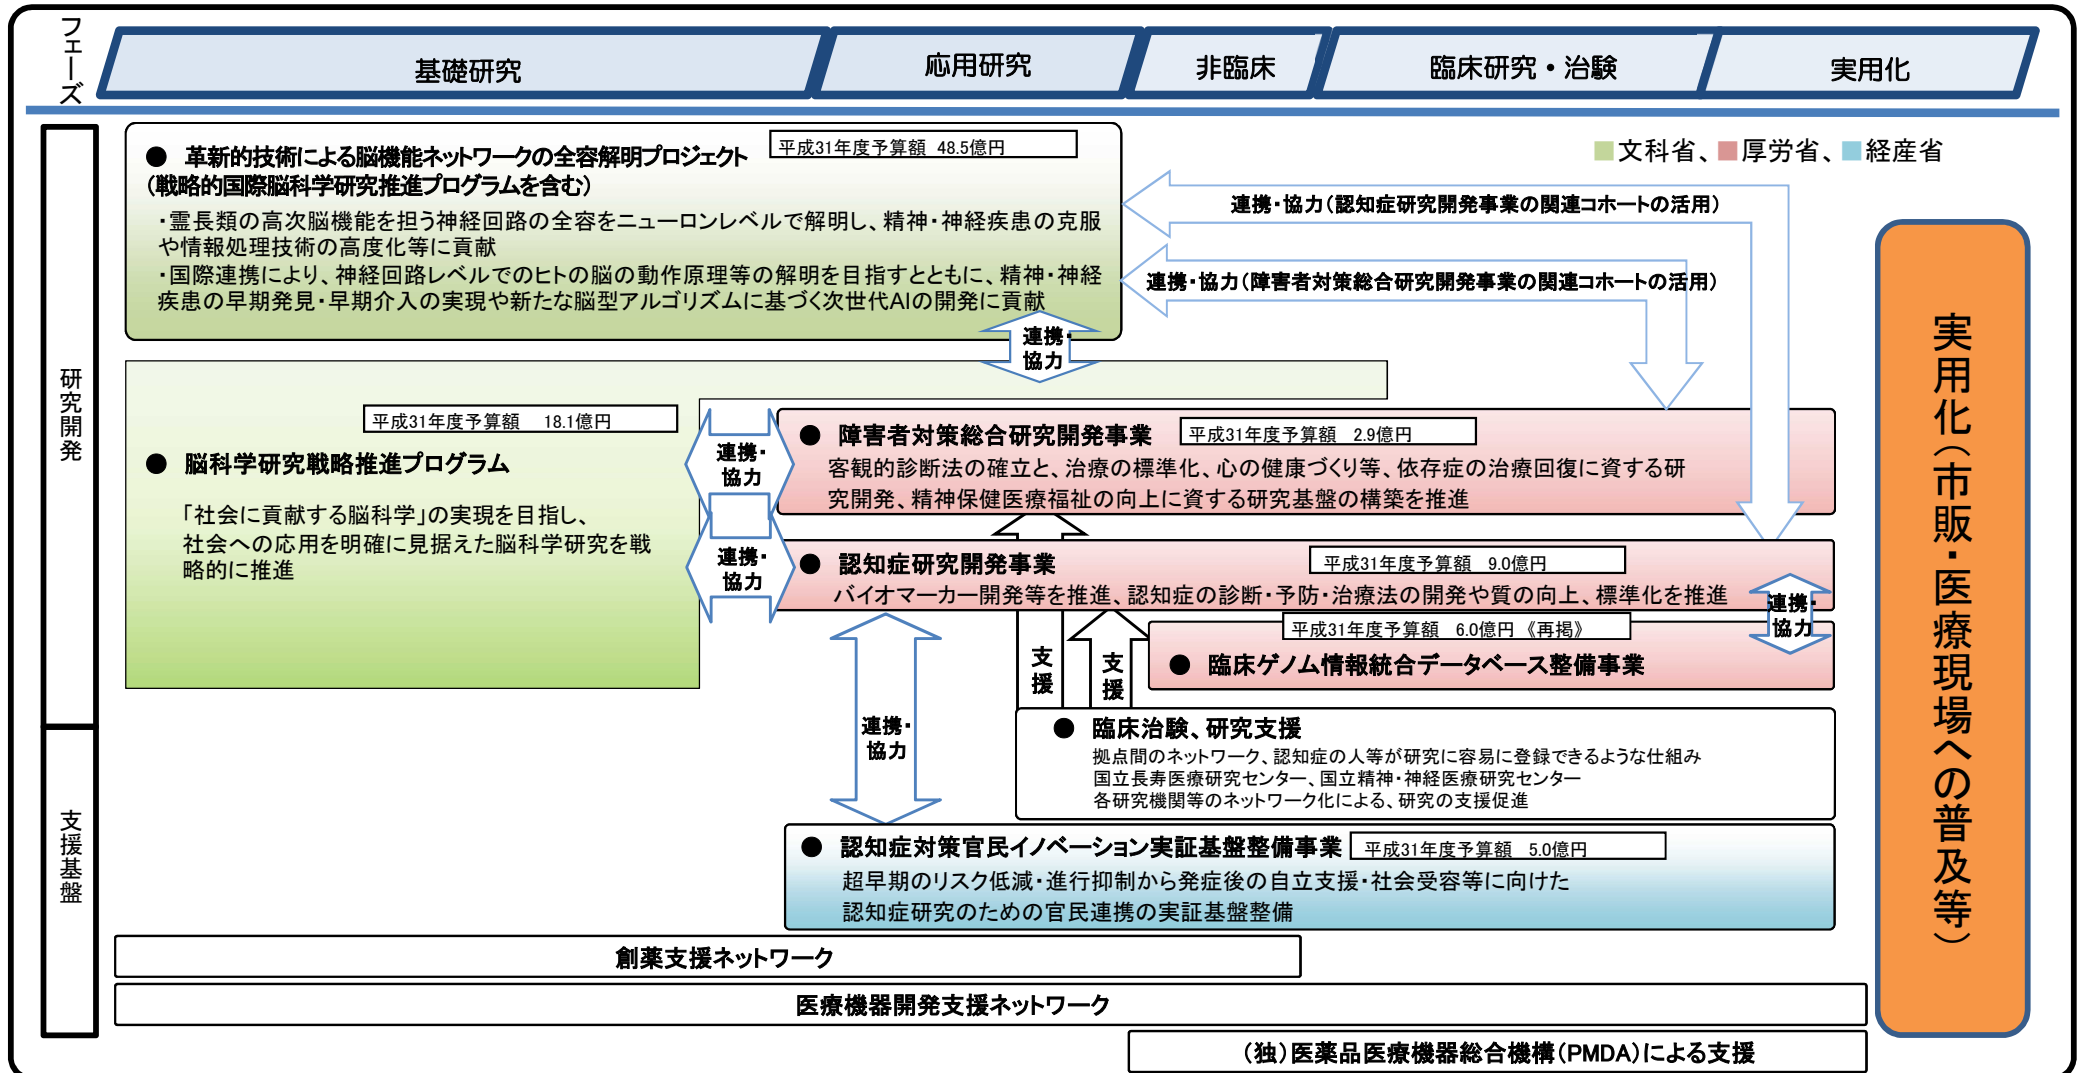 フェーズ
基礎研究
応用研究
非臨床
臨床研究・治験
実用化
研究開発
支援基盤
■文科省、■厚労省、■経産省
● 革新的技術による脳機能ネットワークの全容解明プロジェクト
平成31年度予算額 48.5億円
(戦略的国際脳科学研究推進プログラムを含む)
・霊長類の高次脳機能を担う神経回路の全容をニューロンレベルで解明し、精神・神経疾患の克服
や情報処理技術の高度化等に貢献
・国際連携により、神経回路レベルでのヒトの脳の動作原理等の解明を目指すとともに、精神・神経
疾患の早期発見・早期介入の実現や新たな脳型アルゴリズムに基づく次世代AIの開発に貢献
連携・協力(認知症研究開発事業の関連コホートの活用)
連携・協力(障害者対策総合研究開発事業の関連コホートの活用)
連携・
協力
平成31年度予算額 18.1億円
● 脳科学研究戦略推進プログラム
「社会に貢献する脳科学」の実現を目指し、
社会への応用を明確に見据えた脳科学研究を戦
略的に推進
連携・
協力
連携・
協力
● 障害者対策総合研究開発事業
平成31年度予算額 2.9億円
客観的診断法の確立と、治療の標準化、心の健康づくり等、依存症の治療回復に資する研
究開発、精神保健医療福祉の向上に資する研究基盤の構築を推進
● 認知症研究開発事業
平成31年度予算額 9.0億円
バイオマーカー開発等を推進、認知症の診断・予防・治療法の開発や質の向上、標準化を推進
連携・
協力
平成31年度予算額 6.0億円 《再掲》
● 臨床ゲノム情報統合データベース整備事業
支援
支援
連携・
協力
● 臨床治験、研究支援
拠点間のネットワーク、認知症の人等が研究に容易に登録できるような仕組み
国立長寿医療研究センター、国立精神・神経医療研究センター
各研究機関等のネットワーク化による、研究の支援促進
● 認知症対策官民イノベーション実証基盤整備事業
平成31年度予算額 5.0億円
超早期のリスク低減・進行抑制から発症後の自立支援・社会受容等に向けた
認知症研究のための官民連携の実証基盤整備
創薬支援ネットワーク
医療機器開発支援ネットワーク
(独)医薬品医療機器総合機構(PMDA)による支援
実用化(市販・医療現場への普及等)